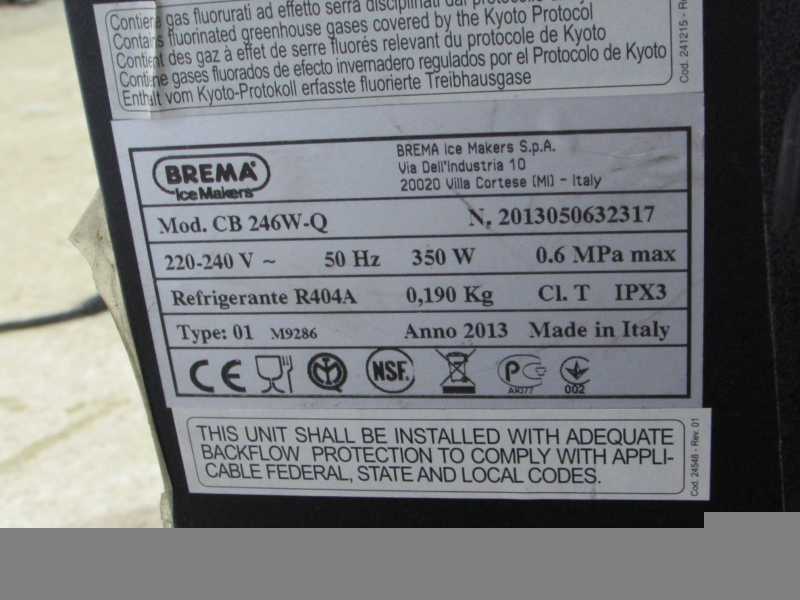 Contiene gas fluorurati ad effetto serra disciplinati dal
Contains fluorinated greenhouse gases covered by the Kyoto Protocol
Contient des gaz à effet de serre fluorés relevant du protocole de Kyoto
Contiene gases fluorados de efecto invernadero regulados por el Protocolo de Kyoto
Enthält vom Kyoto-Protokoll erfasste fluorierte Treibhausgase
Cod. 241215 - Re
BREMA
Ice Makers
BREMA Ice Makers S.p.A.
Via Dell'Industria 10
20020 Villa Cortese (MI) - Italy
Mod. CB 246W-Q N. 2013050632317
220-240 V ~ 50 Hz 350 W 0.6 MPa max
Refrigerante R404A 0,190 Kg Cl. T IPX3
Type: 01 M9286 Anno 2013 Made in Italy
CE NSF. PC 002
THIS UNIT SHALL BE INSTALLED WITH ADEQUATE
BACKFLOW PROTECTION TO COMPLY WITH APPLI-
CABLE FEDERAL, STATE AND LOCAL CODES.
Cod. 24548 - Rev. 01